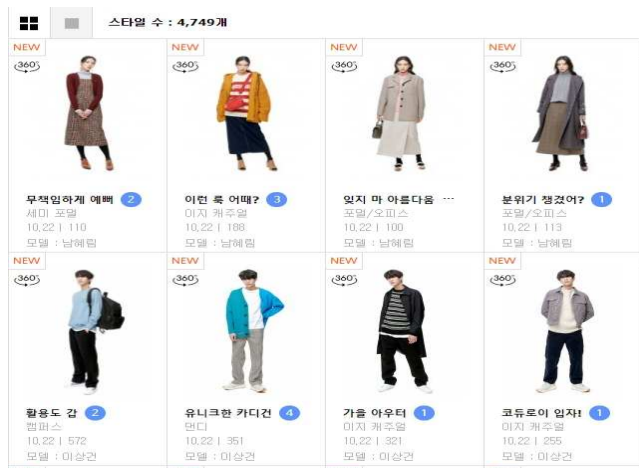 스타일 수 : 4,749개
NEW NEW NEW NEW
360° 360° 360° 360°
무책임하게 예뻐 2
세미 포멀
10,22 | 110
모델 : 남혜림
이런 룩 어때? 3
이지 캐주얼
10,22 | 188
모델 : 남혜림
잊지 마 아름다움 ...
포멀/오피스
10,22 | 100
모델 : 남혜림
분위기 챙겼어? 1
포멀/오피스
10,22 | 113
모델 : 남혜림
NEW NEW NEW NEW
360° 360° 360° 360°
활용도 갑 2
캠퍼스
10,22 | 572
모델 : 이상건
유니크한 카디건 4
댄디
10,22 | 351
모델 : 이상건
가을 아우터 1
이지 캐주얼
10,22 | 321
모델 : 이상건
코듀로이 입자! 1
이지 캐주얼
10,22 | 255
모델 : 이상건